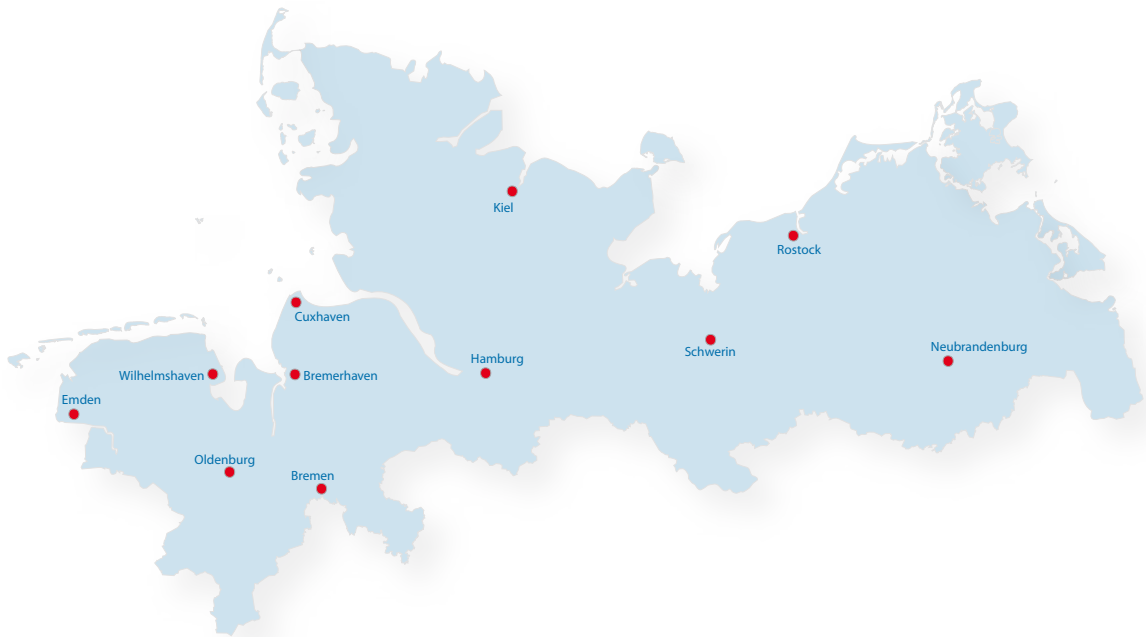 Kiel
Rostock
Cuxhaven
Schwerin
Neubrandenburg
Hamburg
Wilhelmshaven
Bremerhaven
Emden
Oldenburg
Bremen